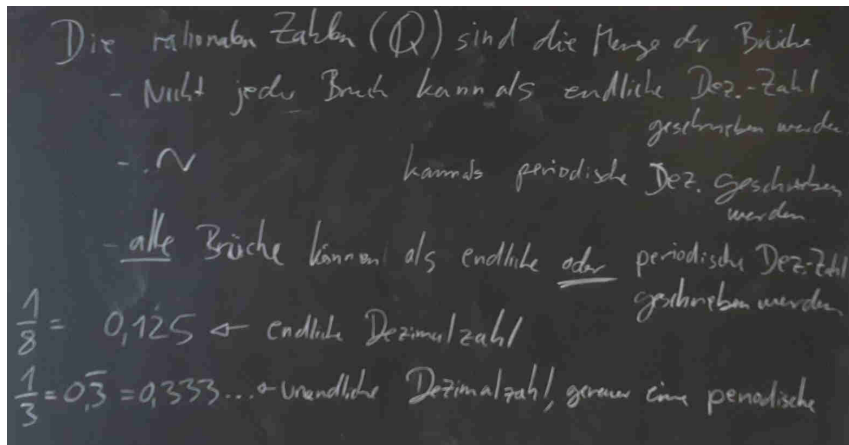 Die rationalen Zahlen (ℚ) sind die Menge der Brüche
- Nicht jeder Bruch kann als endliche Dez.-Zahl
geschrieben werden
- . ~ kann als periodische Dez. geschrieben
werden
- alle Brüche können als endliche oder periodische Dez.-Zahl
geschrieben werden
1/8 = 0,125 ← endliche Dezimalzahl
1/3 = 0,3̅ = 0,333... ← unendliche Dezimalzahl, genauer eine periodische